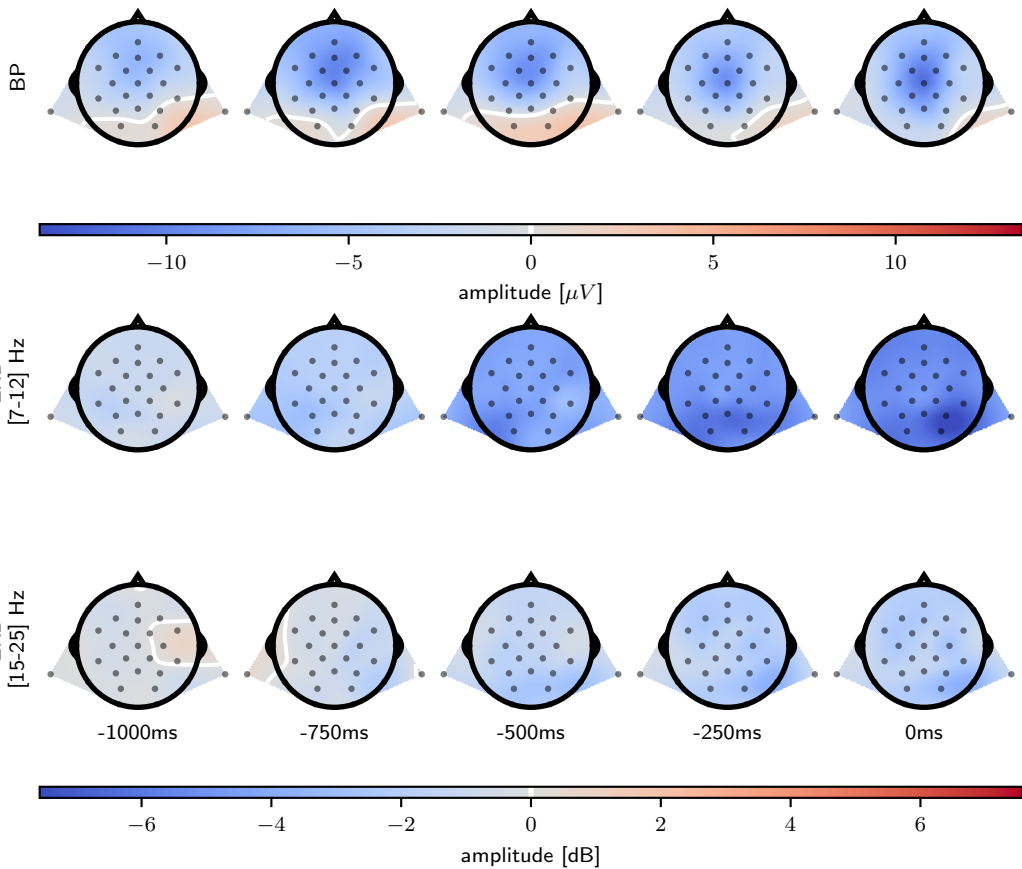 BP
−10 −5 0 5 10
amplitude [μV]
[7-12] Hz
[15-25] Hz
-1000ms -750ms -500ms -250ms 0ms
−6 −4 −2 0 2 4 6
amplitude [dB]